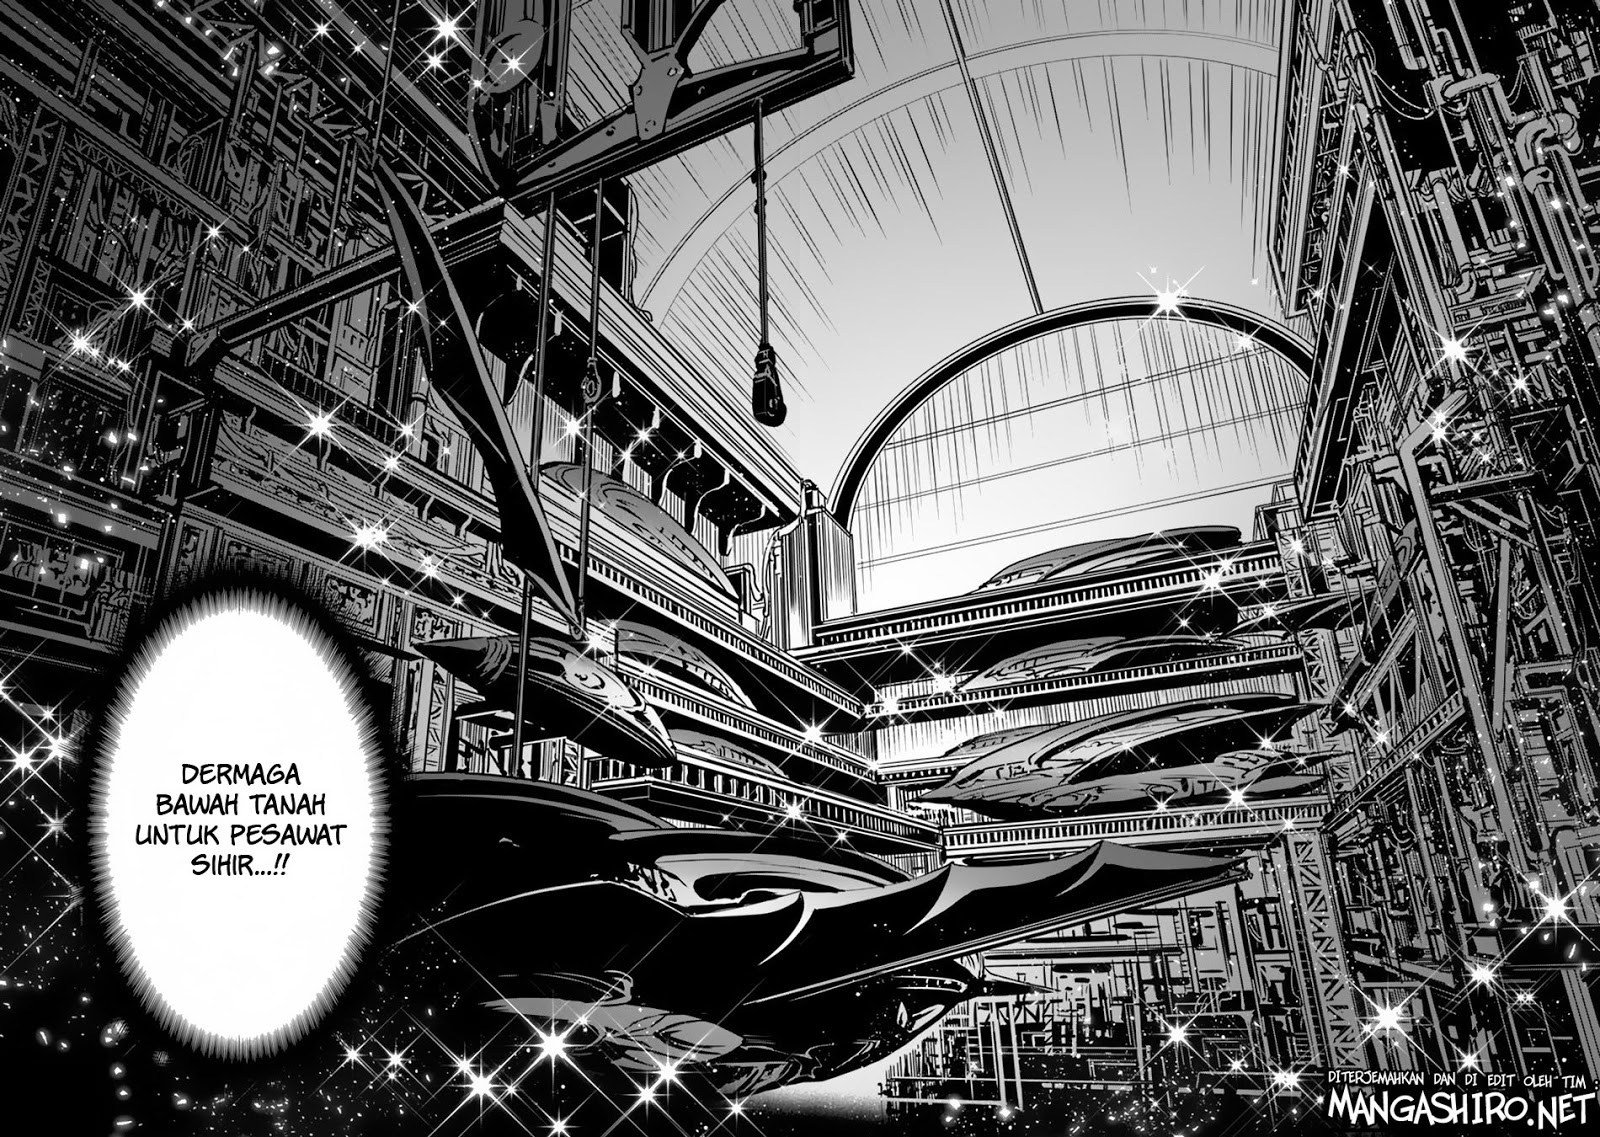 DERMAGA
BAWAH TANAH
UNTUK PESAWAT
SIHIR...!!
DITERJEMAHKAN DAN DI EDIT OLEH TIM :
MANGASHIRO.NET